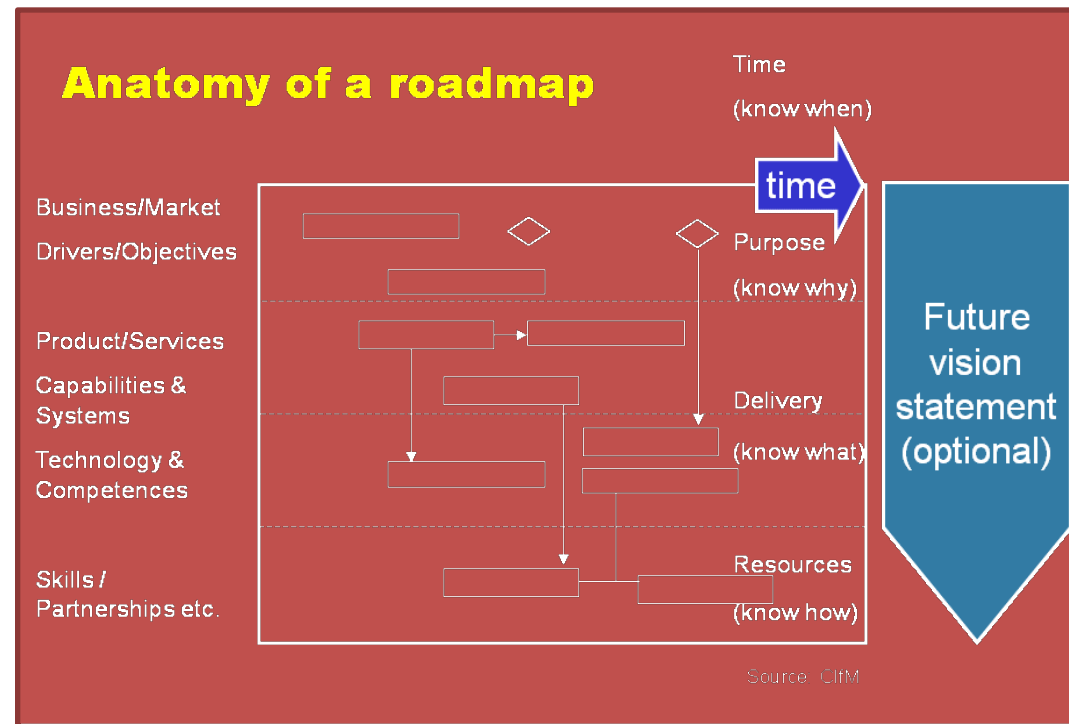 Anatomy of a roadmap
Time
(know when)
time
Business/Market
Drivers/Objectives
Purpose
(know why)
Product/Services
Capabilities &
Systems
Delivery
Technology &
Competences
(know what)
Skills /
Partnerships etc.
Resources
(know how)
Future
vision
statement
(optional)
Source CIfM